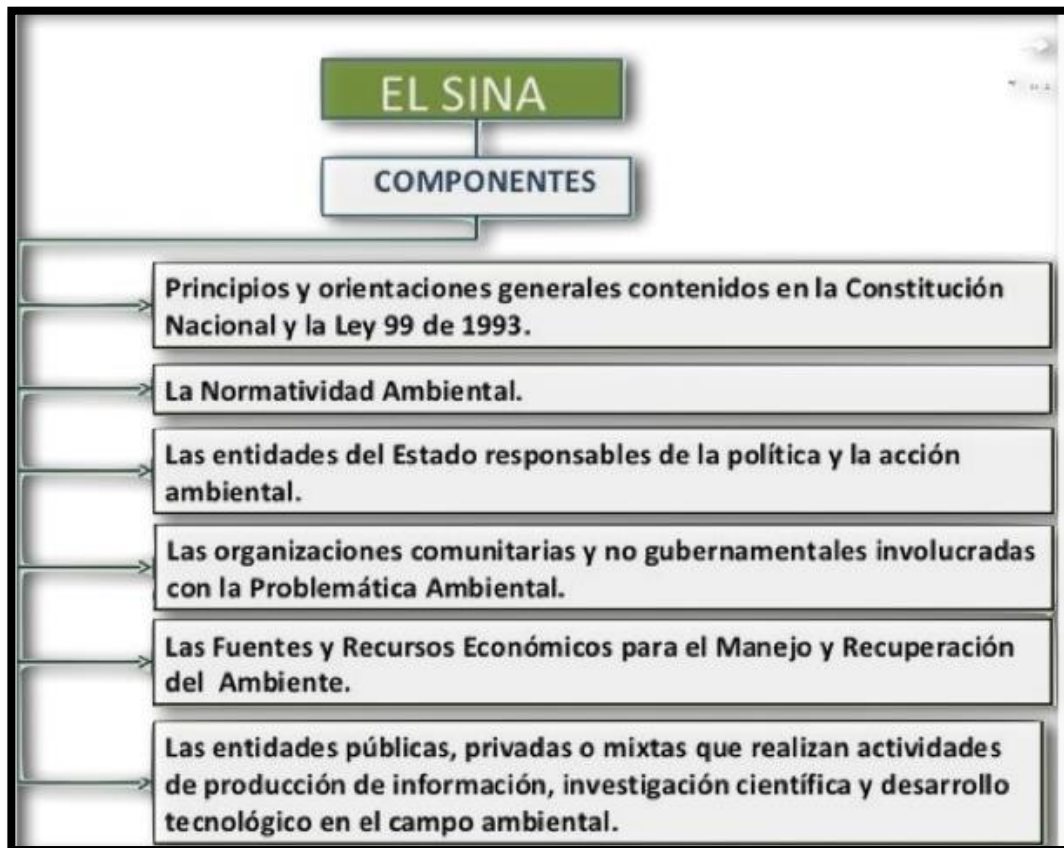 EL SINA
COMPONENTES
Principios y orientaciones generales contenidos en la Constitución
Nacional y la Ley 99 de 1993.
La Normatividad Ambiental.
Las entidades del Estado responsables de la política y la acción
ambiental.
Las organizaciones comunitarias y no gubernamentales involucradas
con la Problemática Ambiental.
Las Fuentes y Recursos Económicos para el Manejo y Recuperación
del Ambiente.
Las entidades públicas, privadas o mixtas que realizan actividades
de producción de información, investigación científica y desarrollo
tecnológico en el campo ambiental.